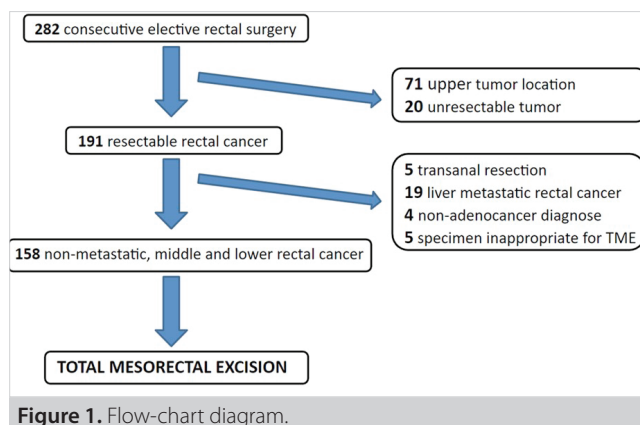 282 consecutive elective rectal surgery
71 upper tumor location
20 unresectable tumor
191 resectable rectal cancer
5 transanal resection
19 liver metastatic rectal cancer
4 non-adenocancer diagnose
5 specimen inappropriate for TME
158 non-metastatic, middle and lower rectal cancer
TOTAL MESORECTAL EXCISION
Figure 1. Flow-chart diagram.